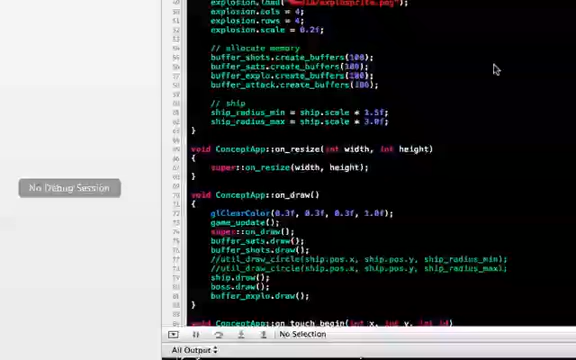 explosion.load("media/explosprite.png");
explosion.cols = 4;
explosion.rows = 4;
explosion.scale = 0.2f;
// allocate memory
buffer_shots.create_buffers(100);
buffer_sats.create_buffers(100);
buffer_explo.create_buffers(100);
buffer_attack.create_buffers(100);
// ship
ship_radius_min = ship.scale * 1.5f;
ship_radius_max = ship.scale * 3.0f;
}
void ConceptApp::on_resize(int width, int height)
{
super::on_resize(width, height);
}
No Debug Session
void ConceptApp::on_draw()
{
glClearColor(0.3f, 0.3f, 0.3f, 1.0f);
game_update();
super::on_draw();
buffer_sats.draw();
buffer_shots.draw();
//util_draw_circle(ship.pos.x, ship.pos.y, ship_radius_min);
//util_draw_circle(ship.pos.x, ship.pos.y, ship_radius_max);
ship.draw();
boss.draw();
buffer_explo.draw();
}
void ConceptApp::on_touch_begin(int x, int y, int id)
No Selection
All Output